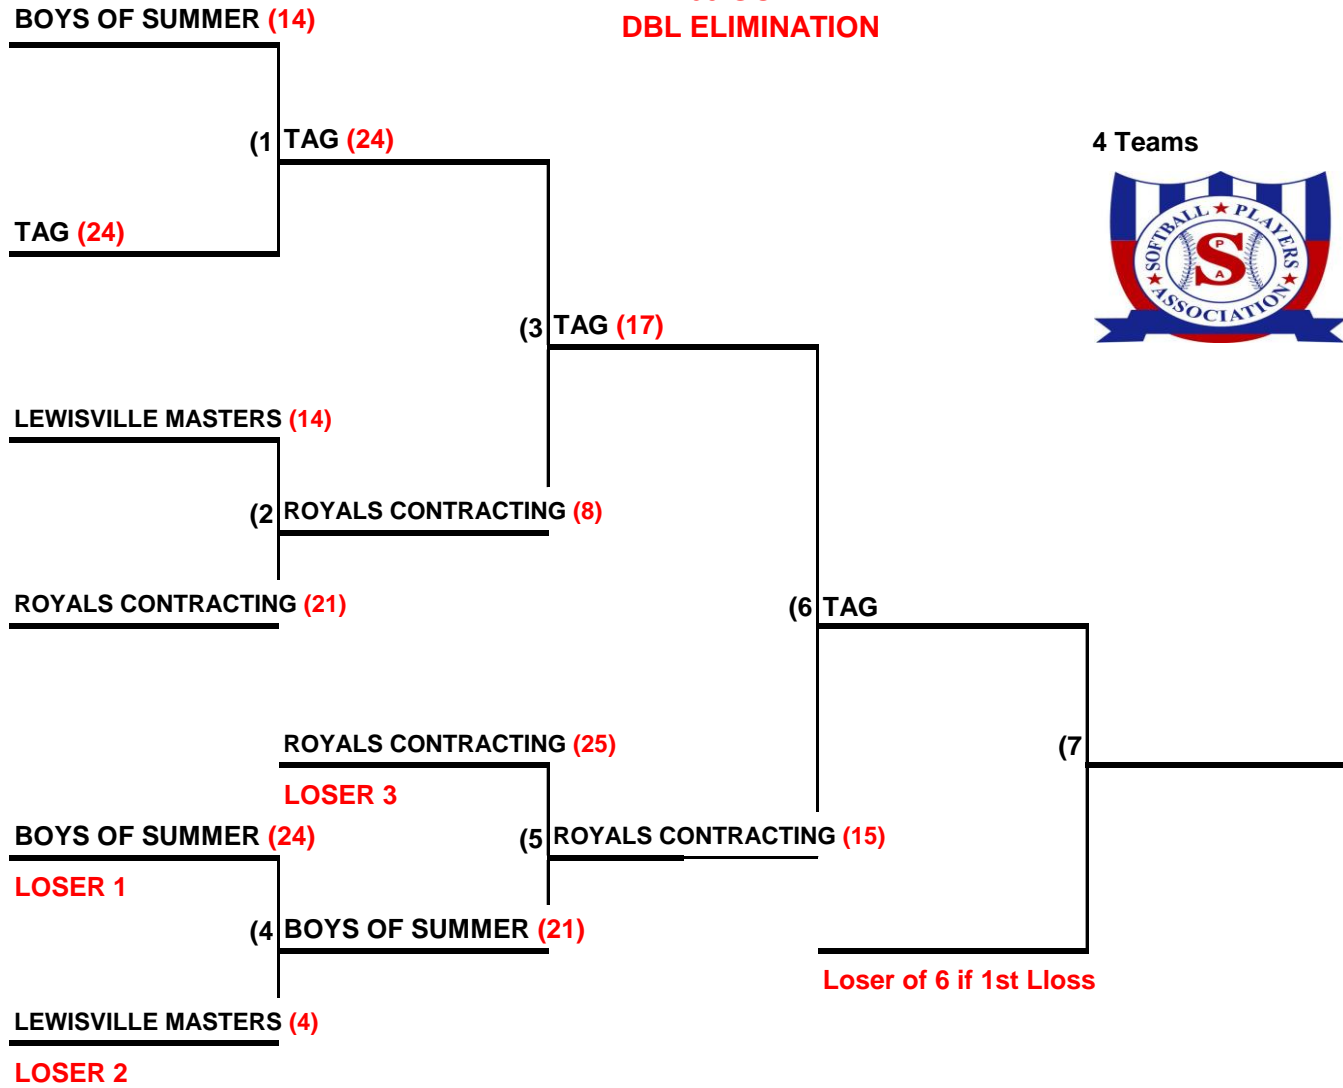 BOYS OF SUMMER (14)
DBL ELIMINATION
(1 TAG (24)
4 Teams
TAG (24)
SOFTBALL ★ PLAYERS
★ ASSOCIATION ★
P
S
A
(3 TAG (17)
LEWISVILLE MASTERS (14)
(2 ROYALS CONTRACTING (8)
ROYALS CONTRACTING (21)
(6 TAG
ROYALS CONTRACTING (25)
(7
LOSER 3
BOYS OF SUMMER (24)
(5 ROYALS CONTRACTING (15)
LOSER 1
(4 BOYS OF SUMMER (21)
Loser of 6 if 1st Lloss
LEWISVILLE MASTERS (4)
LOSER 2